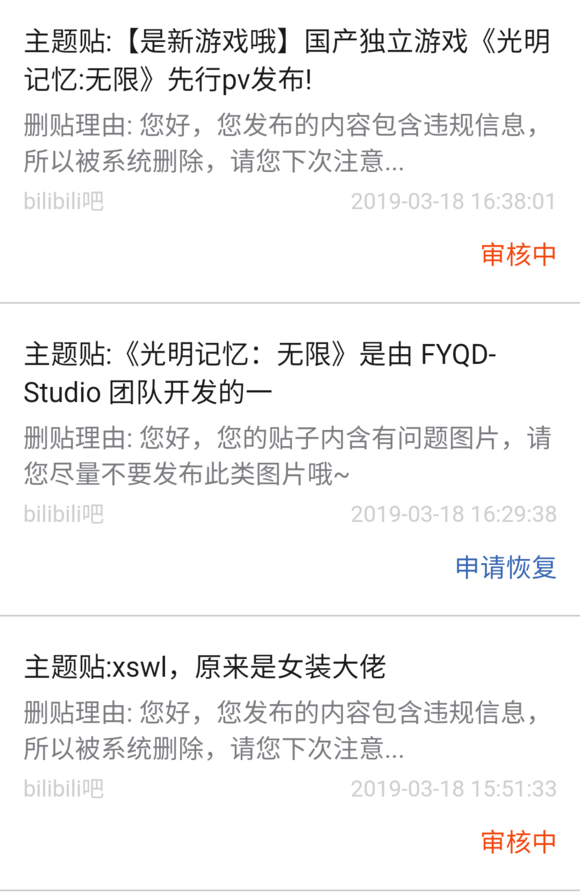 主题贴:【是新游戏哦】国产独立游戏《光明
记忆:无限》先行pv发布!
删贴理由: 您好，您发布的内容包含违规信息，
所以被系统删除，请您下次注意...
bilibili吧 2019-03-18 16:38:01
审核中
主题贴:《光明记忆：无限》是由 FYQD-
Studio 团队开发的一
删贴理由: 您好，您的贴子内含有问题图片，请
您尽量不要发布此类图片哦~
bilibili吧 2019-03-18 16:29:38
申请恢复
主题贴:xswl，原来是女装大佬
删贴理由: 您好，您发布的内容包含违规信息，
所以被系统删除，请您下次注意...
bilibili吧 2019-03-18 15:51:33
审核中